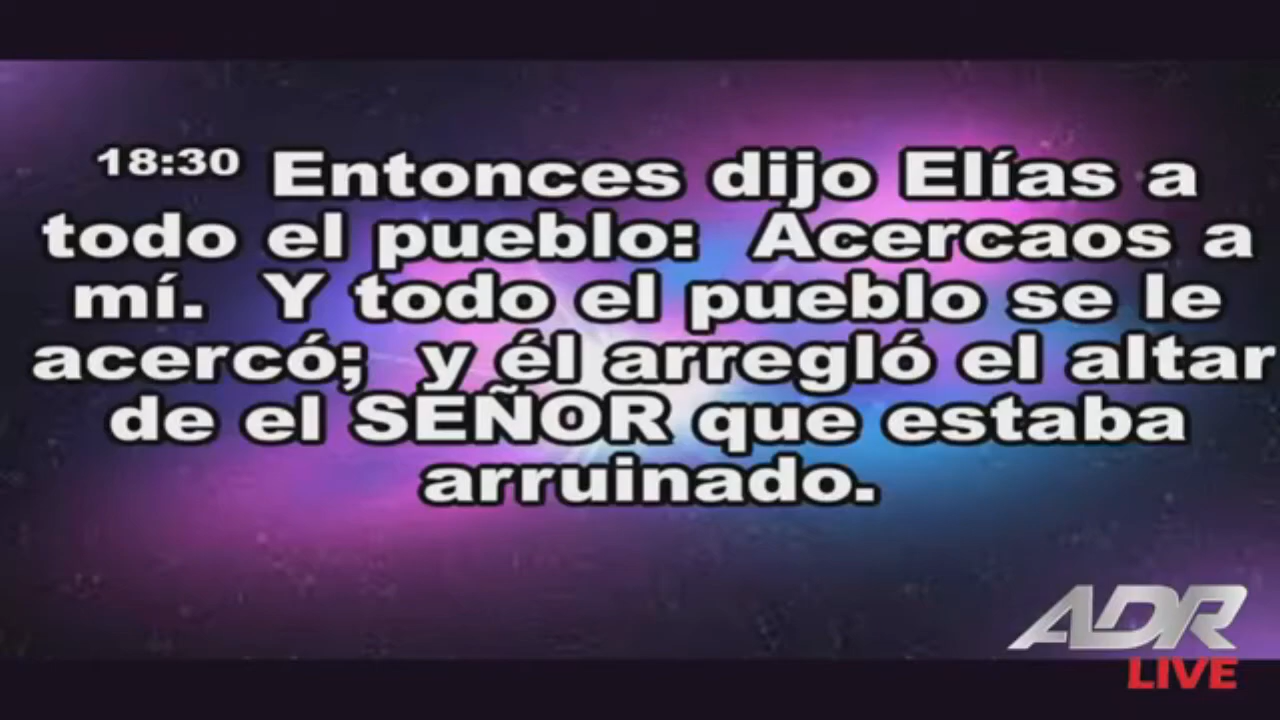 18:30 Entonces dijo Elías a
todo el pueblo: Acercaos a
mí. Y todo el pueblo se le
acercó; y él arregló el altar
de el SEÑOR que estaba
arruinado.
ADR
LIVE